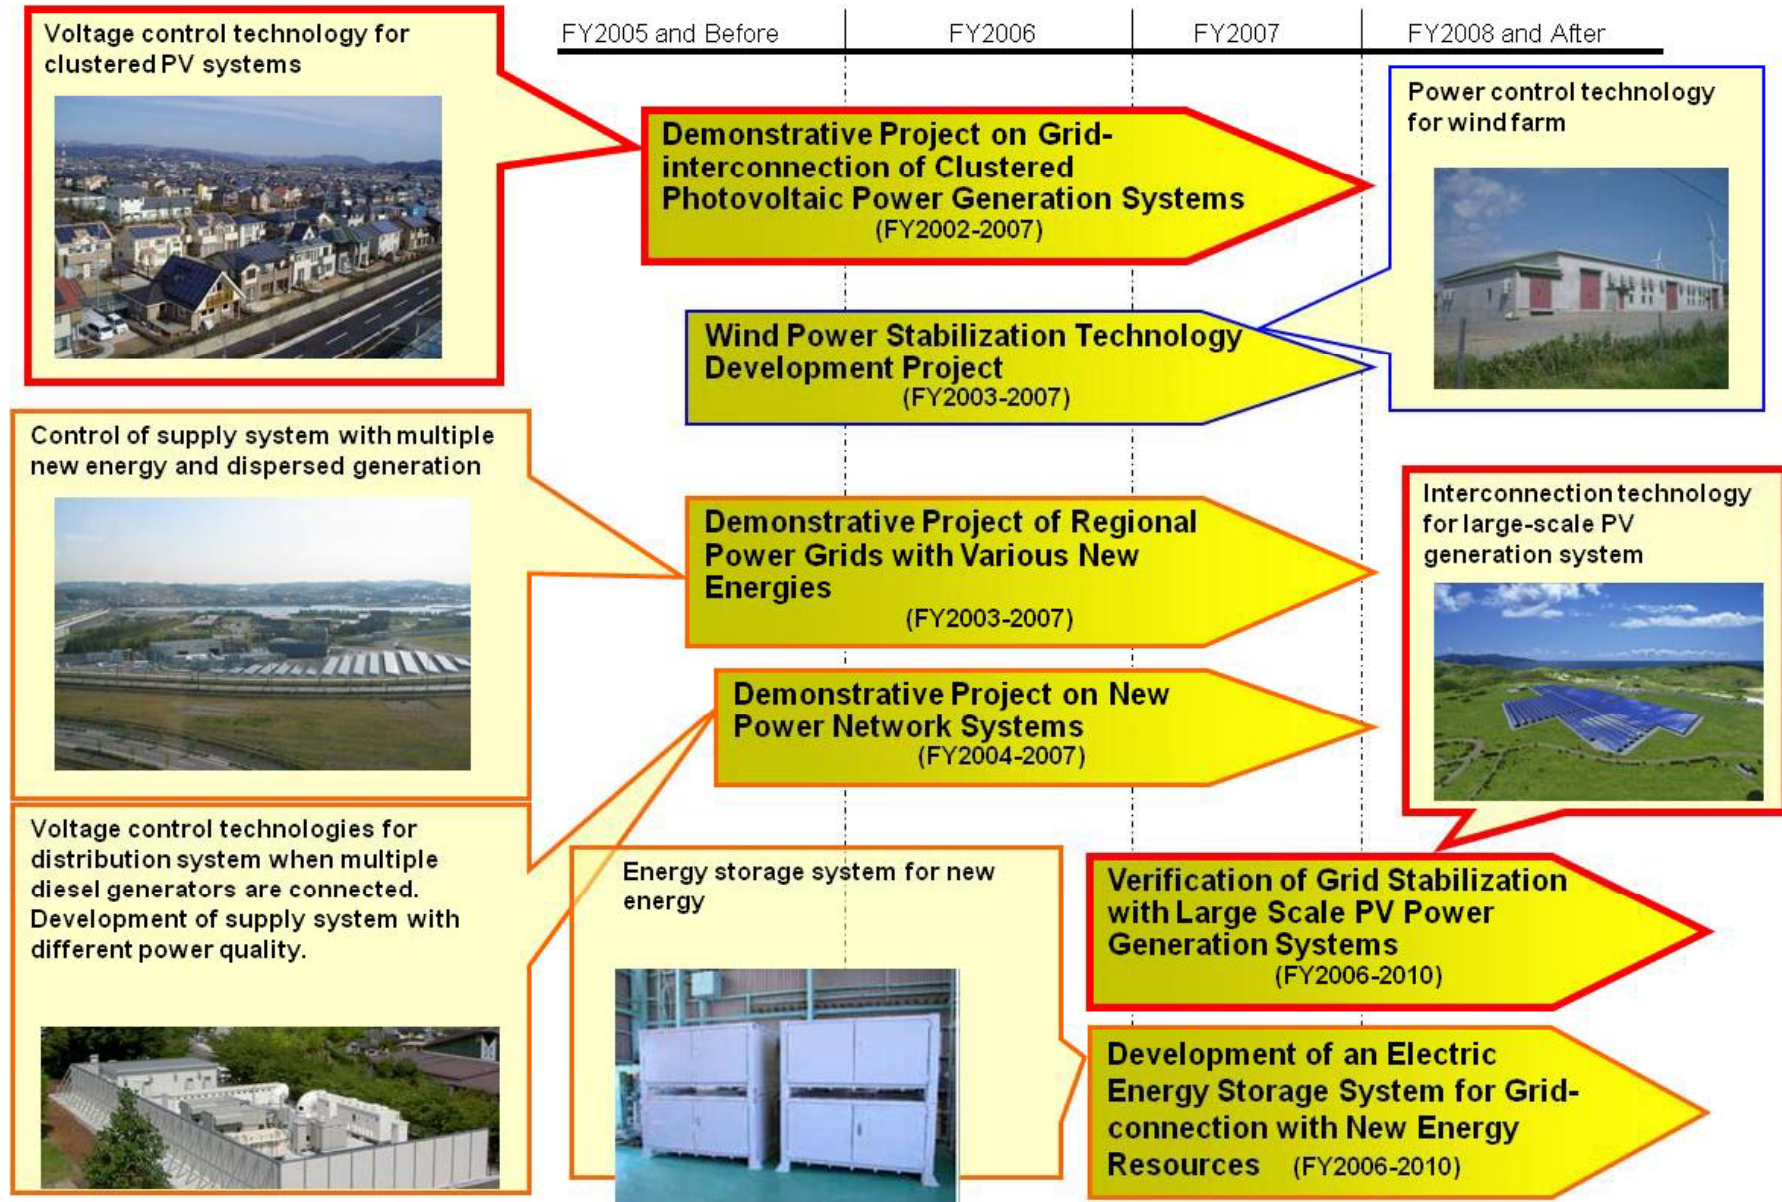 FY2005 and Before
FY2006
FY2007
FY2008 and After
Voltage control technology for
clustered PV systems
Demonstrative Project on Grid-
interconnection of Clustered
Photovoltaic Power Generation Systems
(FY2002-2007)
Power control technology
for wind farm
Wind Power Stabilization Technology
Development Project
(FY2003-2007)
Control of supply system with multiple
new energy and dispersed generation
Demonstrative Project of Regional
Power Grids with Various New
Energies
(FY2003-2007)
Interconnection technology
for large-scale PV
generation system
Demonstrative Project on New
Power Network Systems
(FY2004-2007)
Voltage control technologies for
distribution system when multiple
diesel generators are connected.
Development of supply system with
different power quality.
Energy storage system for new
energy
Verification of Grid Stabilization
with Large Scale PV Power
Generation Systems
(FY2006-2010)
Development of an Electric
Energy Storage System for Grid-
connection with New Energy
Resources (FY2006-2010)